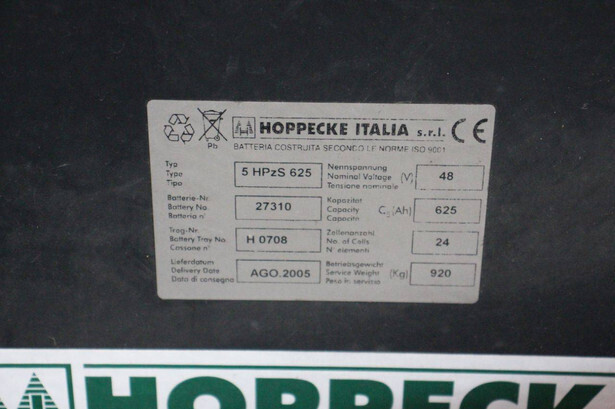 HOPPECKE ITALIA s.r.l. CE
Pb
BATTERIA COSTRUITA SECONDO LE NORME ISO 9001
Typ
Type
Tipo
5 HPzS 625
Nennspannung
Nominal Voltage (V)
Tensione nominale
48
Batterie-Nr.
Battery No.
Batteria n°
27310
Kapazität
Capacity C5 (Ah)
Capacità
625
Trog-Nr.
Battery Tray No.
Cassone n°
H 0708
Zellenanzahl
No. of Cells
N° elementi
24
Lieferdatum
Delivery Date
Data di consegna
AGO.2005
Betriebsgewicht
Service Weight (Kg)
Peso in servizio
920
HOPPECK